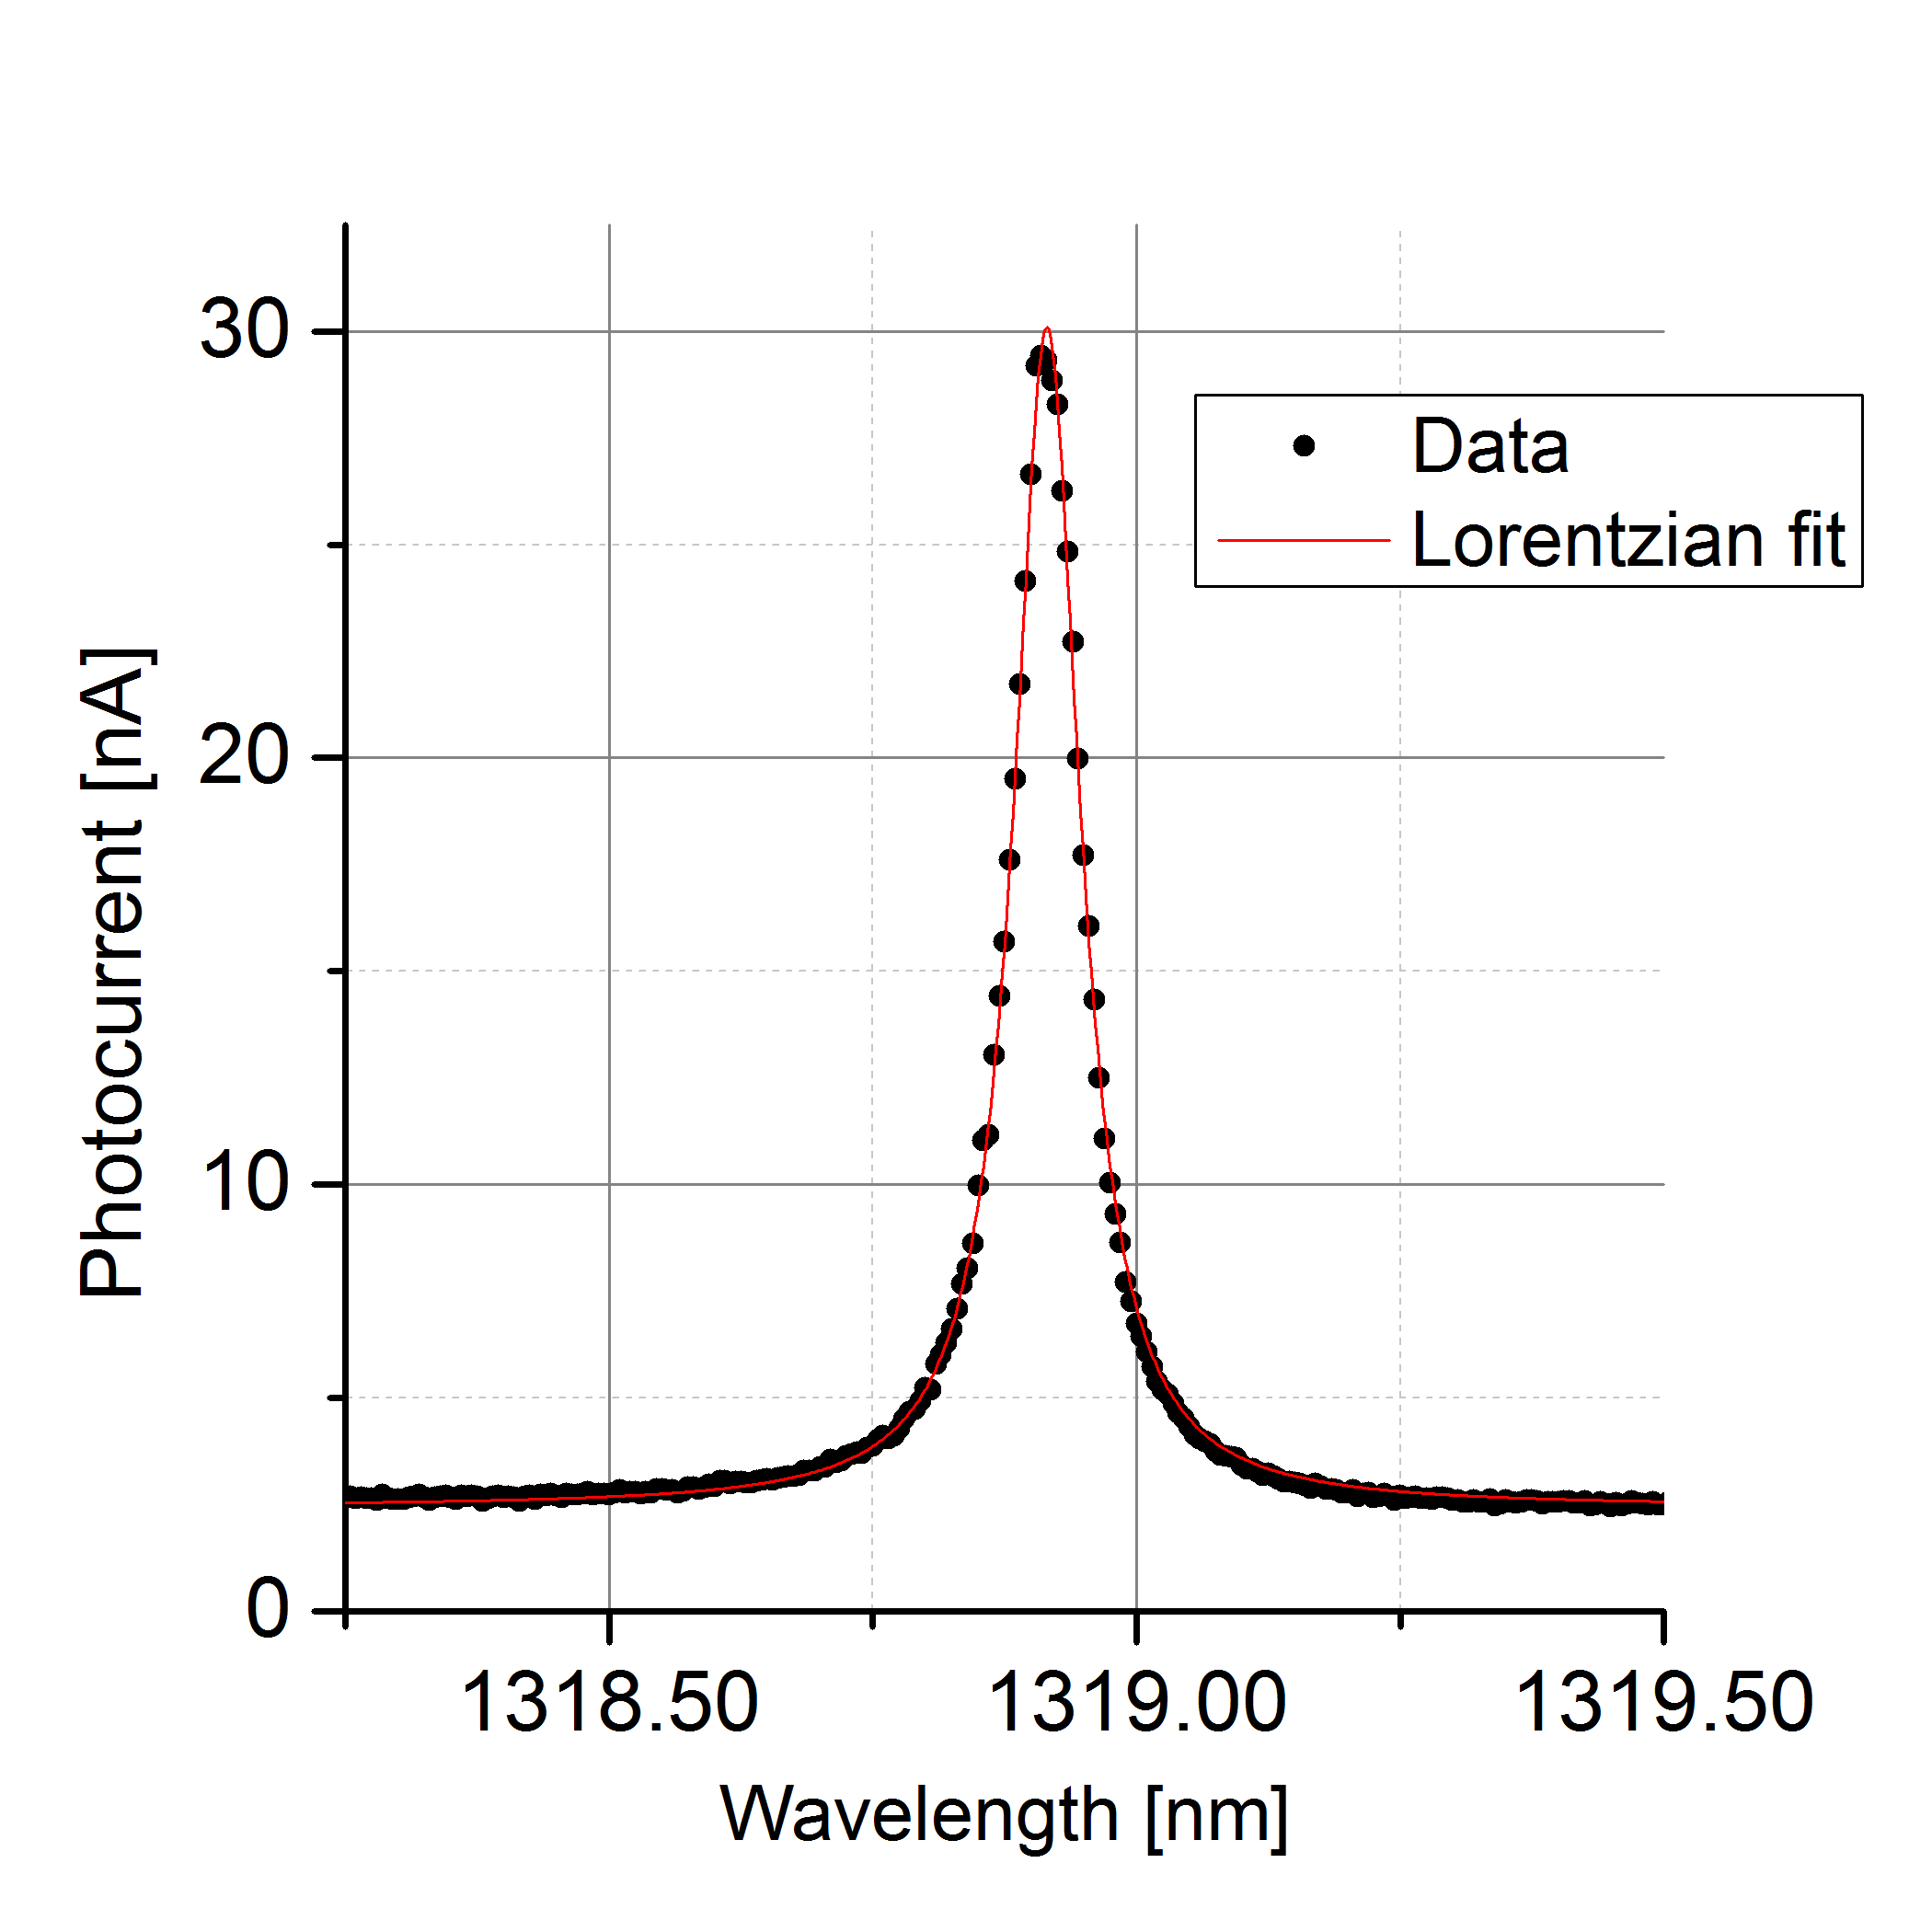 30
20
10
0
Photocurrent [nA]
Data
Lorentzian fit
1318.50 1319.00 1319.50
Wavelength [nm]